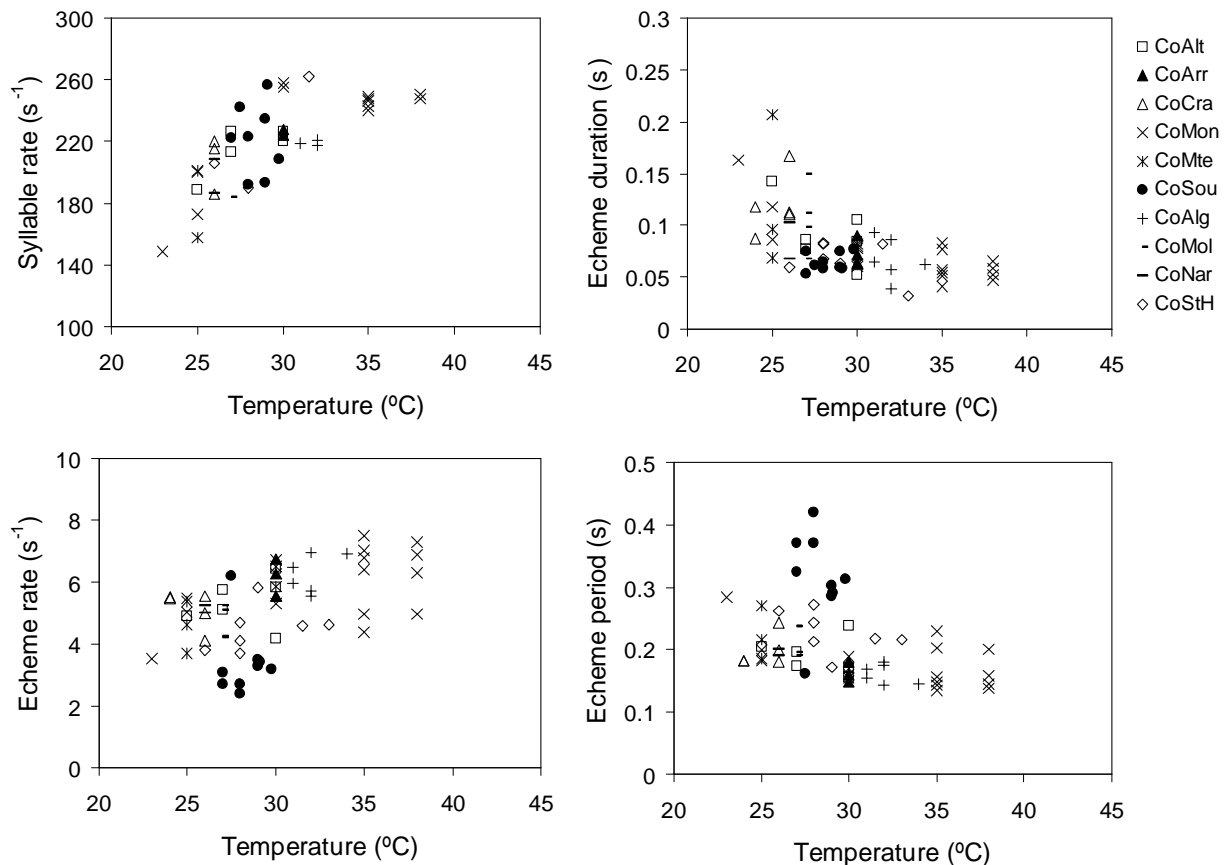 Syllable rate (s-1)
300
260
220
180
140
100
20 25 30 35 40 45
Temperature (ºC)
Echeme duration (s)
0.3
0.25
0.2
0.15
0.1
0.05
0
20 25 30 35 40 45
Temperature (ºC)
CoAlt
CoArr
CoCra
CoMon
CoMte
CoSou
CoAlg
CoMol
CoNar
CoStH
Echeme rate (s-1)
10
8
6
4
2
0
20 25 30 35 40 45
Temperature (ºC)
Echeme period (s)
0.5
0.4
0.3
0.2
0.1
0
20 25 30 35 40 45
Temperature (ºC)